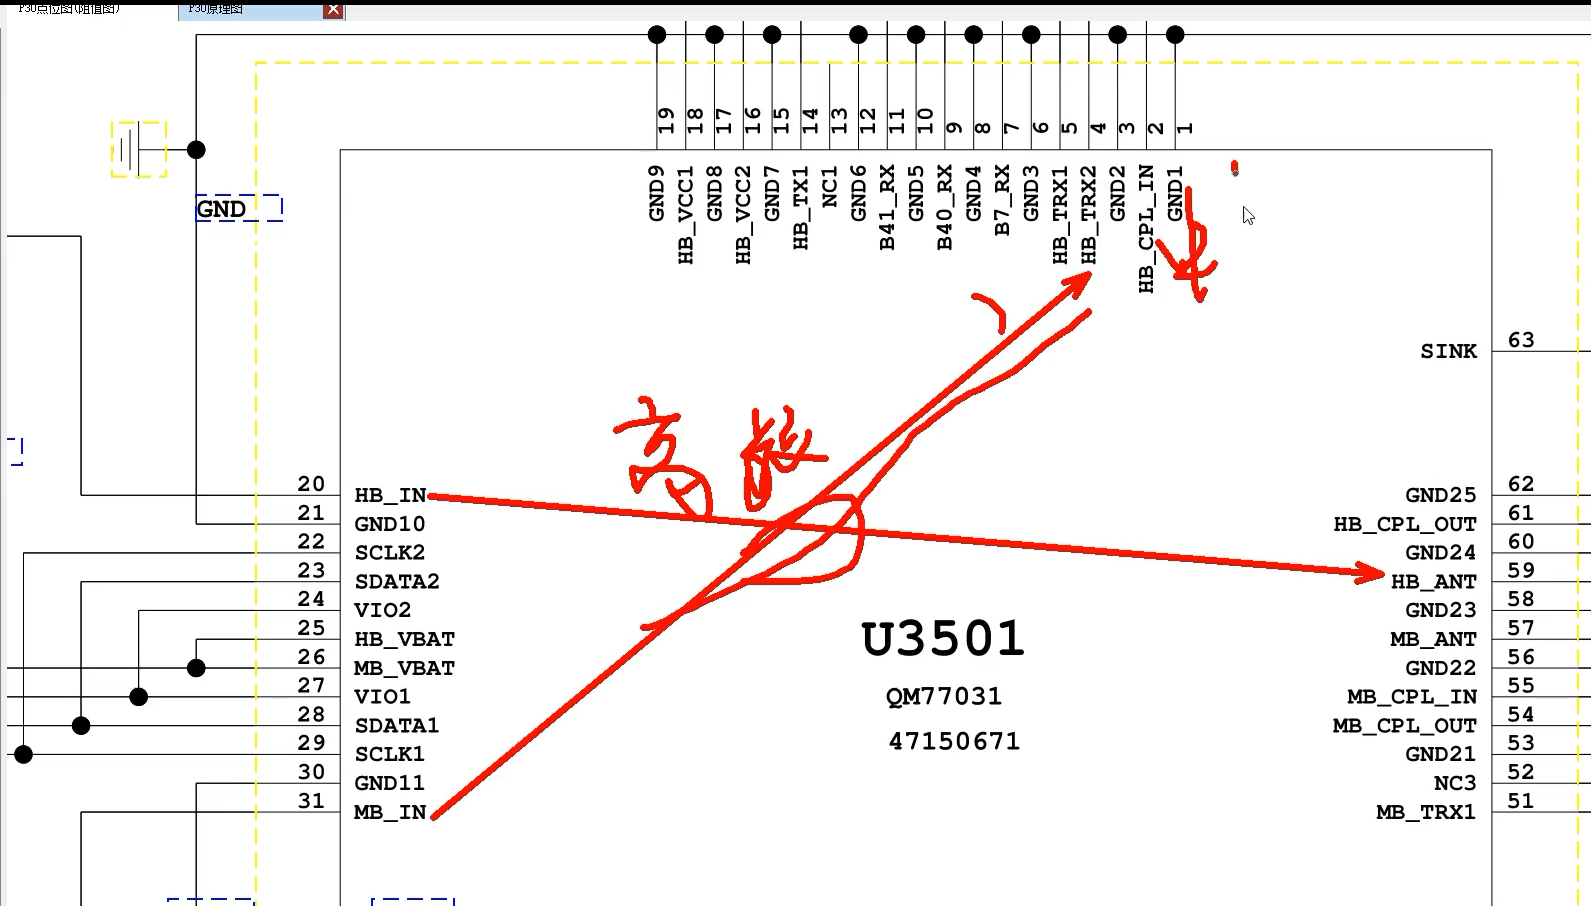 P30点位图(阻值图) P30原理图
19 18 17 16 15 14 13 12 11 10 9 8 7 6 5 4 3 2 1
GND9 HB_VCC1 GND8 HB_VCC2 GND7 HB_TX1 NC1 GND6 B41_RX GND5 B40_RX GND4 B7_RX GND3 HB_TRX1 HB_TRX2 GND2 HB_CPL_IN GND1
GND
63
SINK
20 HB_IN
21 GND10
22 SCLK2
23 SDATA2
24 VIO2
25 HB_VBAT
26 MB_VBAT
27 VIO1
28 SDATA1
29 SCLK1
30 GND11
31 MB_IN
高
U3501
QM77031
47150671
GND25 62
HB_CPL_OUT 61
GND24 60
HB_ANT 59
GND23 58
MB_ANT 57
GND22 56
MB_CPL_IN 55
MB_CPL_OUT 54
GND21 53
NC3 52
MB_TRX1 51